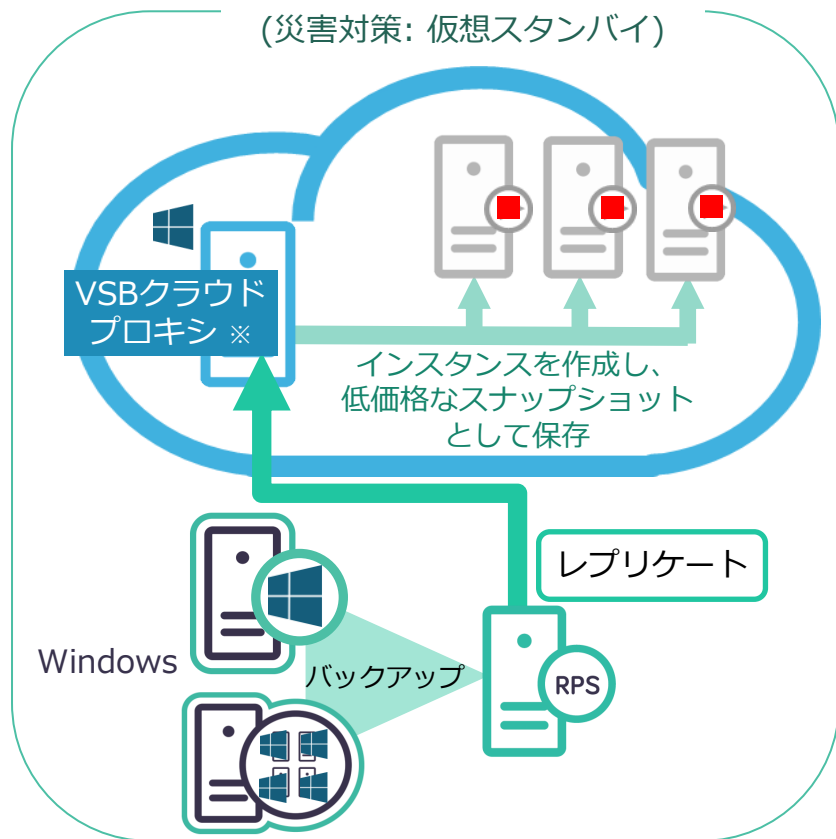 (災害対策: 仮想スタンバイ)
VSBクラウド
プロキシ ※
インスタンスを作成し、
低価格なスナップショット
として保存
レプリケート
Windows
バックアップ
RPS